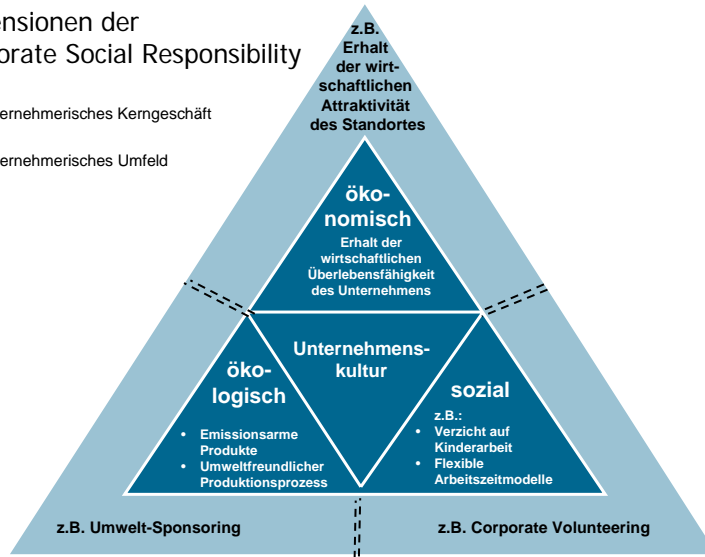 ensionen der
orate Social Responsibility
ernehmerisches Kerngeschäft
ernehmerisches Umfeld
z.B.
Erhalt
der wirt-
schaftlichen
Attraktivität
des Standortes
öko-
nomisch
Erhalt der
wirtschaftlichen
Überlebensfähigkeit
des Unternehmens
Unternehmens-
kultur
öko-
logisch
• Emissionsarme
Produkte
• Umweltfreundlicher
Produktionsprozess
sozial
z.B.:
• Verzicht auf
Kinderarbeit
• Flexible
Arbeitszeitmodelle
z.B. Umwelt-Sponsoring
z.B. Corporate Volunteering